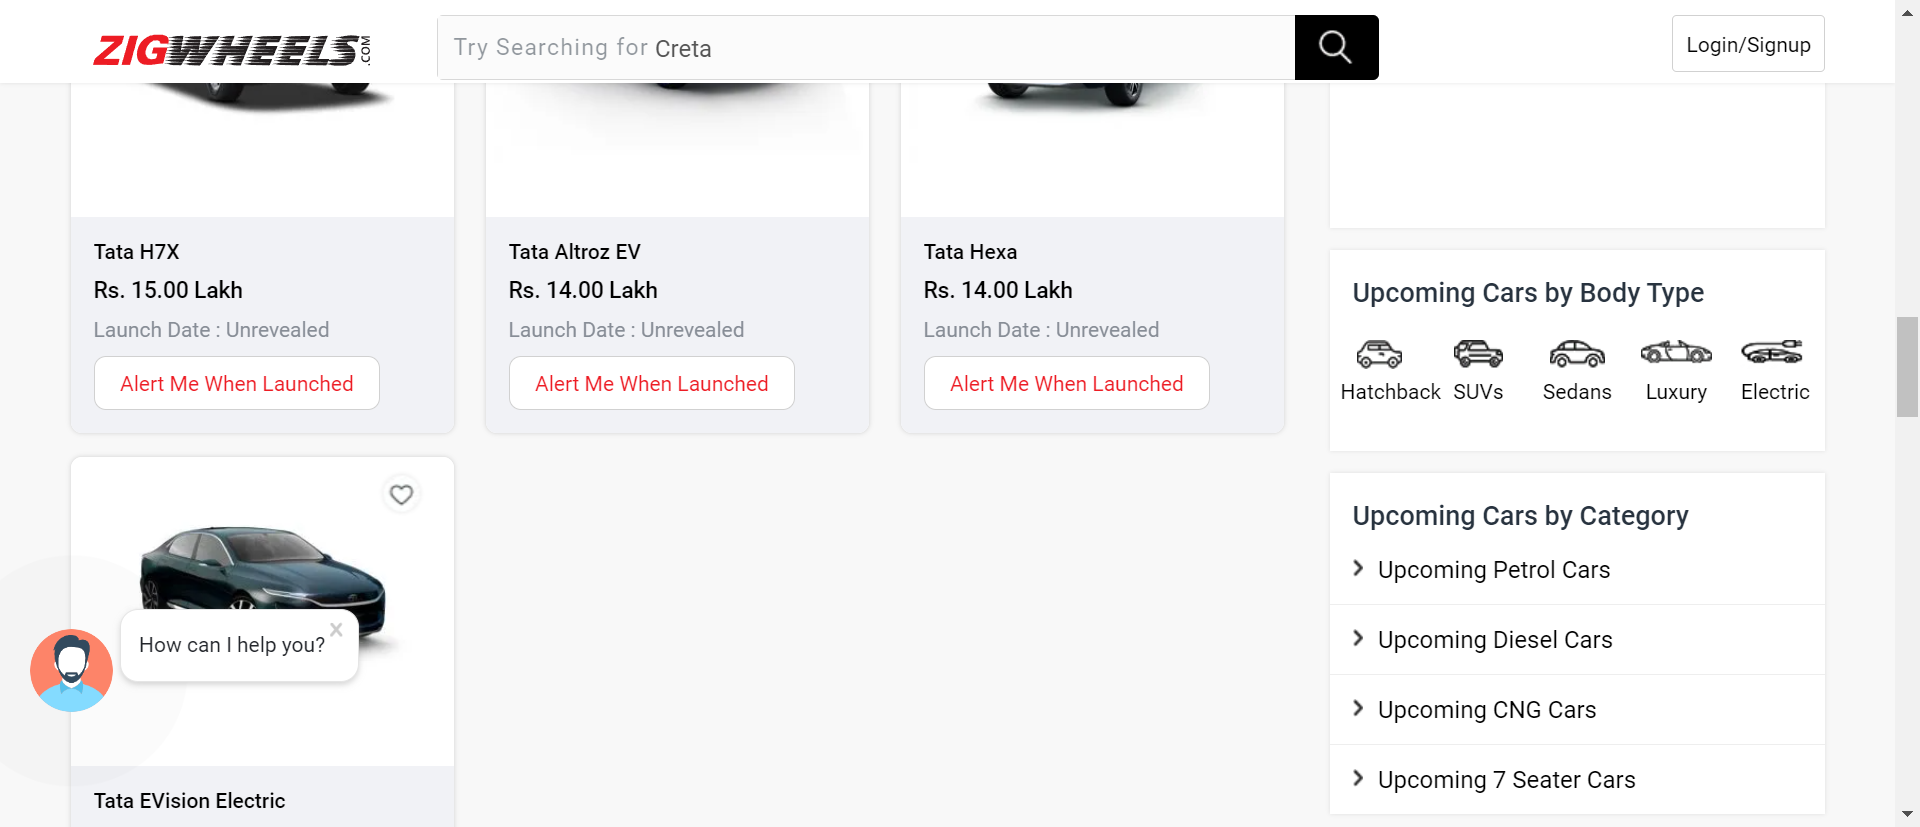 ZIGWHEELS.COM
Try Searching for Creta
Login/Signup
Tata H7X
Rs. 15.00 Lakh
Launch Date : Unrevealed
Alert Me When Launched
Tata Altroz EV
Rs. 14.00 Lakh
Launch Date : Unrevealed
Alert Me When Launched
Tata Hexa
Rs. 14.00 Lakh
Launch Date : Unrevealed
Alert Me When Launched
How can I help you?
Tata EVision Electric
Upcoming Cars by Body Type
Hatchback SUVs Sedans Luxury Electric
Upcoming Cars by Category
Upcoming Petrol Cars
Upcoming Diesel Cars
Upcoming CNG Cars
Upcoming 7 Seater Cars